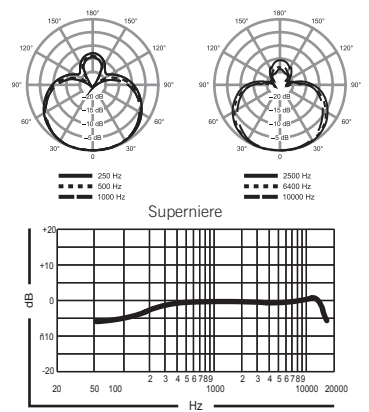 180° 180°
150° 150° 150° 150°
120° 120° 120° 120°
90° 90° 90° 90°
–20 dB –20 dB
–15 dB –15 dB
60° 60° 60° 60°
–10 dB –10 dB
–5 dB –5 dB
30° 30° 30° 30°
0 0
250 Hz 2500 Hz
500 Hz 6400 Hz
1000 Hz 10000 Hz
Superniere
+20
+10
dB
0
ñ10
-20
2 3 4 5 6 7 8 9 2 3 4 5 6 7 8 9
20 50 100 1000 10000 20000
Hz